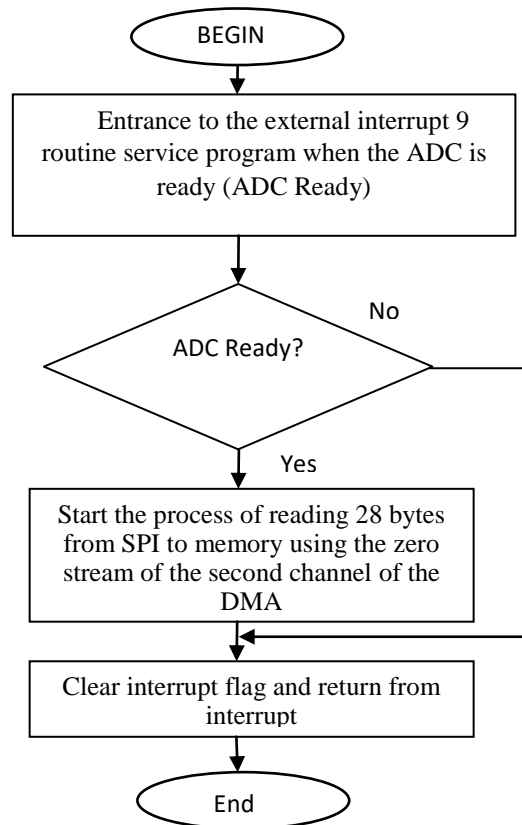 BEGIN
Entrance to the external interrupt 9
routine service program when the ADC is
ready (ADC Ready)
No
ADC Ready?
Yes
Start the process of reading 28 bytes
from SPI to memory using the zero
stream of the second channel of the
DMA
Clear interrupt flag and return from
interrupt
End